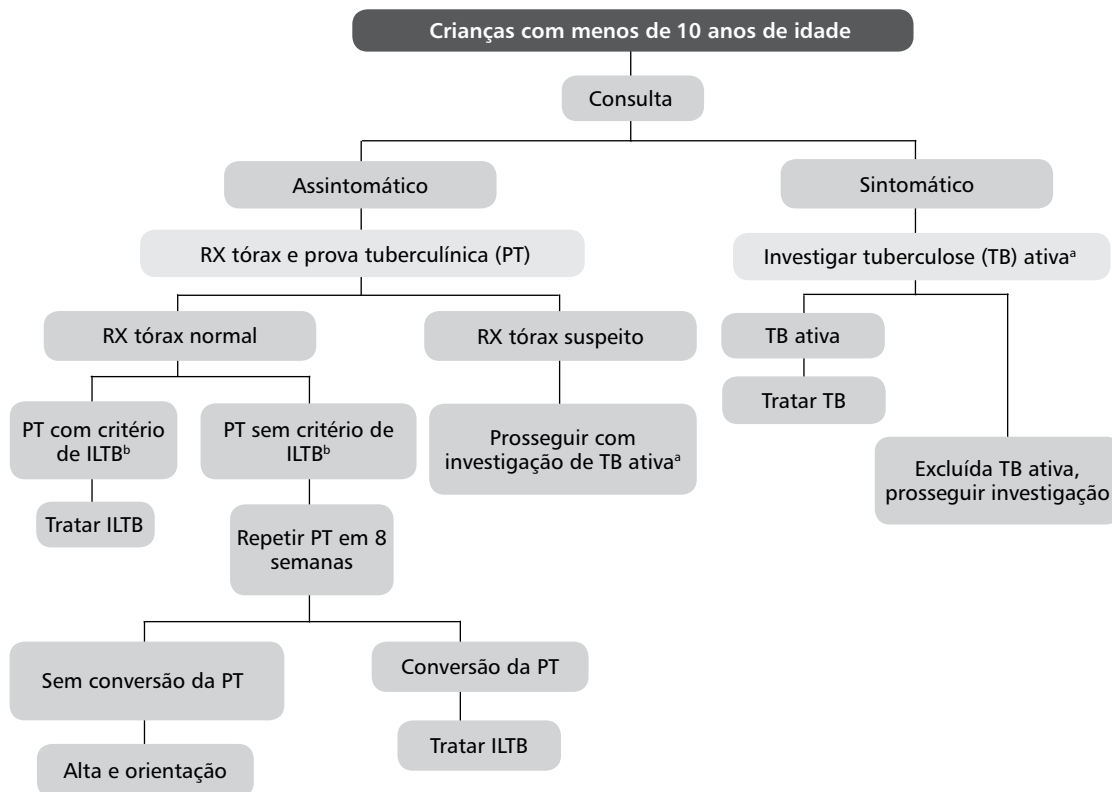 Crianças com menos de 10 anos de idade
Consulta
Assintomático
Sintomático
RX tórax e prova tuberculínica (PT)
Investigar tuberculose (TB) ativaᵃ
RX tórax normal
RX tórax suspeito
TB ativa
Tratar TB
PT com critério
de ILTBᵇ
PT sem critério de
ILTBᵇ
Prosseguir com
investigação de TB ativaᵃ
Excluída TB ativa,
prosseguir investigação
Tratar ILTB
Repetir PT em 8
semanas
Sem conversão da PT
Conversão da PT
Alta e orientação
Tratar ILTB